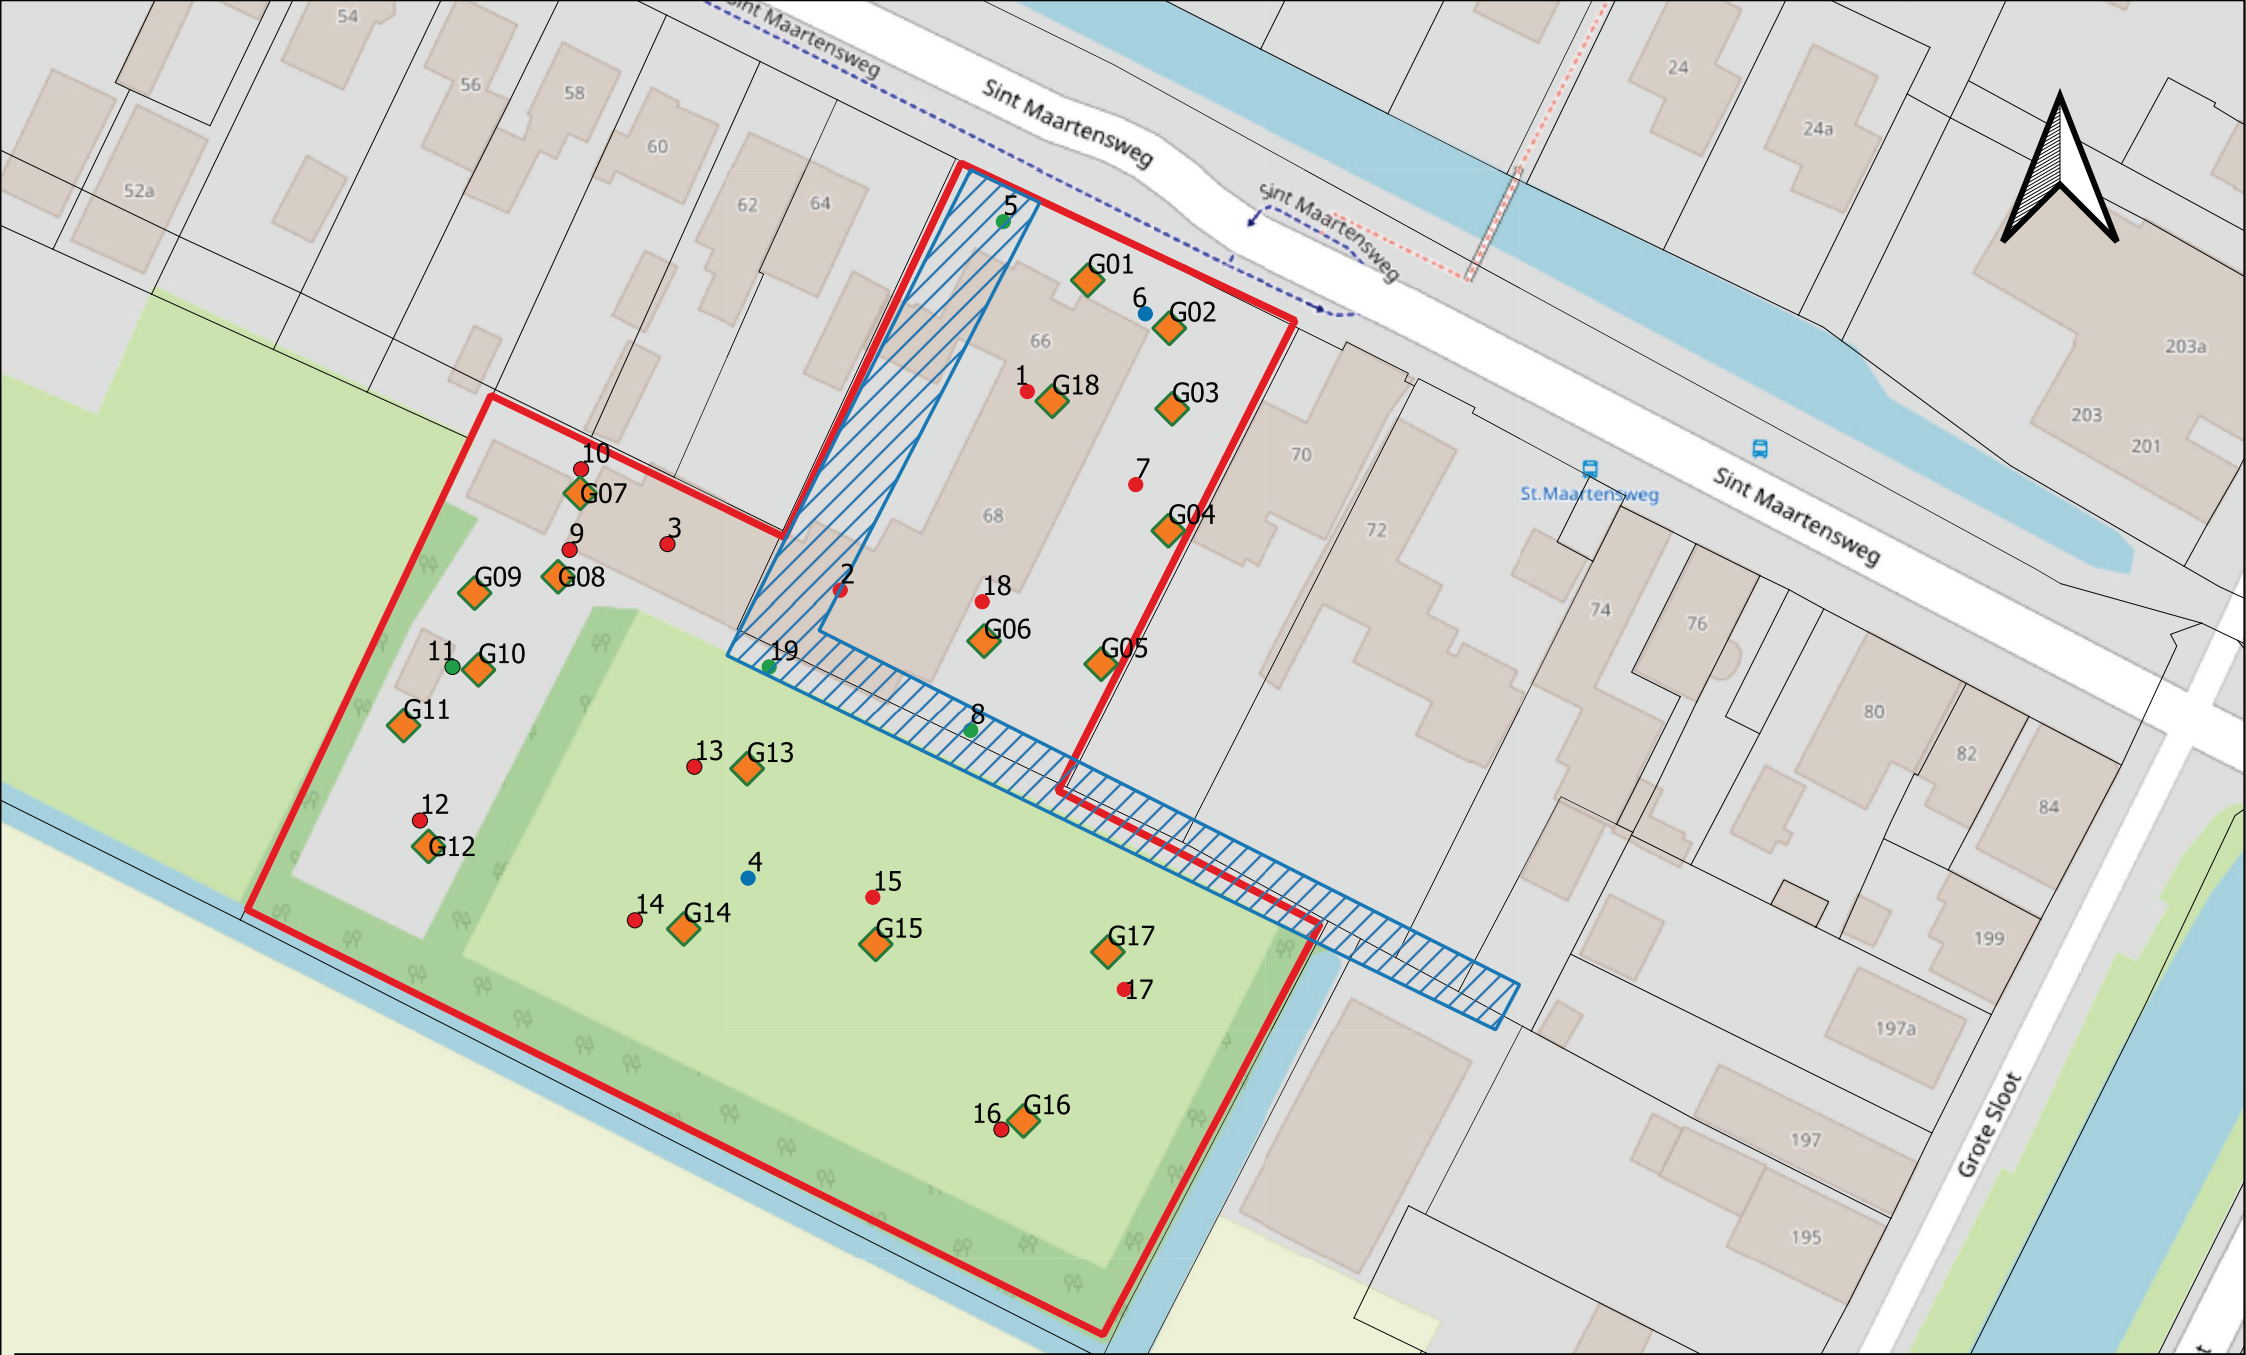 54
Sint Maartensweg
56
58
Sint Maartensweg
24
24a
60
52a
62
64
Sint Maartensweg
5
G01
6
G02
66
203a
1
G18
G03
203
201
70
10
7
St.Maartensweg
Sint Maartensweg
G07
68
G04
72
9
3
G09
G08
2
18
74
76
G06
G05
11
G10
19
G11
8
80
82
13
G13
84
12
G12
4
15
14
G14
G15
G17
199
17
197a
16
G16
Grote Sloot
197
195
t